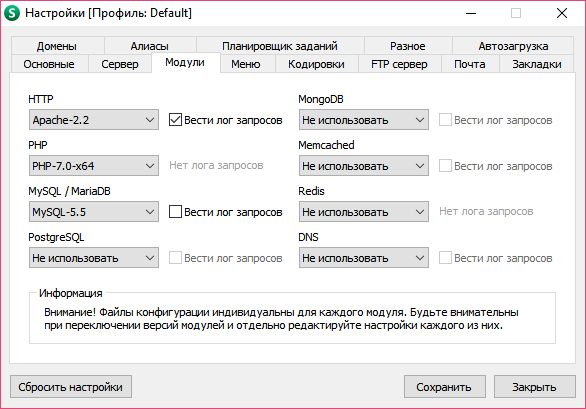 Настройки [Профиль: Default]
Домены Алиасы Планировщик заданий Разное Автозагрузка
Основные Сервер Модули Меню Кодировки FTP сервер Почта Закладки
HTTP MongoDB
Apache-2.2 Вести лог запросов Не использовать Вести лог запросов
PHP Memcached
PHP-7.0-x64 Нет лога запросов Не использовать Вести лог запросов
MySQL / MariaDB Redis
MySQL-5.5 Вести лог запросов Не использовать Нет лога запросов
PostgreSQL DNS
Не использовать Вести лог запросов Не использовать Вести лог запросов
Информация
Внимание! Файлы конфигурации индивидуальны для каждого модуля. Будьте внимательны
при переключении версий модулей и отдельно редактируйте настройки каждого из них.
Сбросить настройки Сохранить Закрыть